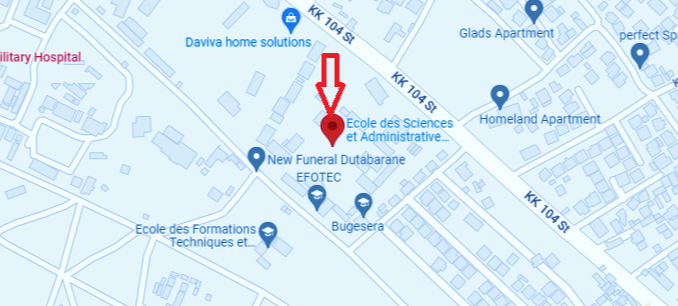 KK 104 St
Glads Apartment
Daviva home solutions
perfect Spa
ilitary Hospital
KK 104 St
Ecole des Sciences
et Administrative...
Homeland Apartment
New Funeral Dutabarane
EFOTEC
KK 104 St
Bugesera
Ecole des Formations
Techniques et...